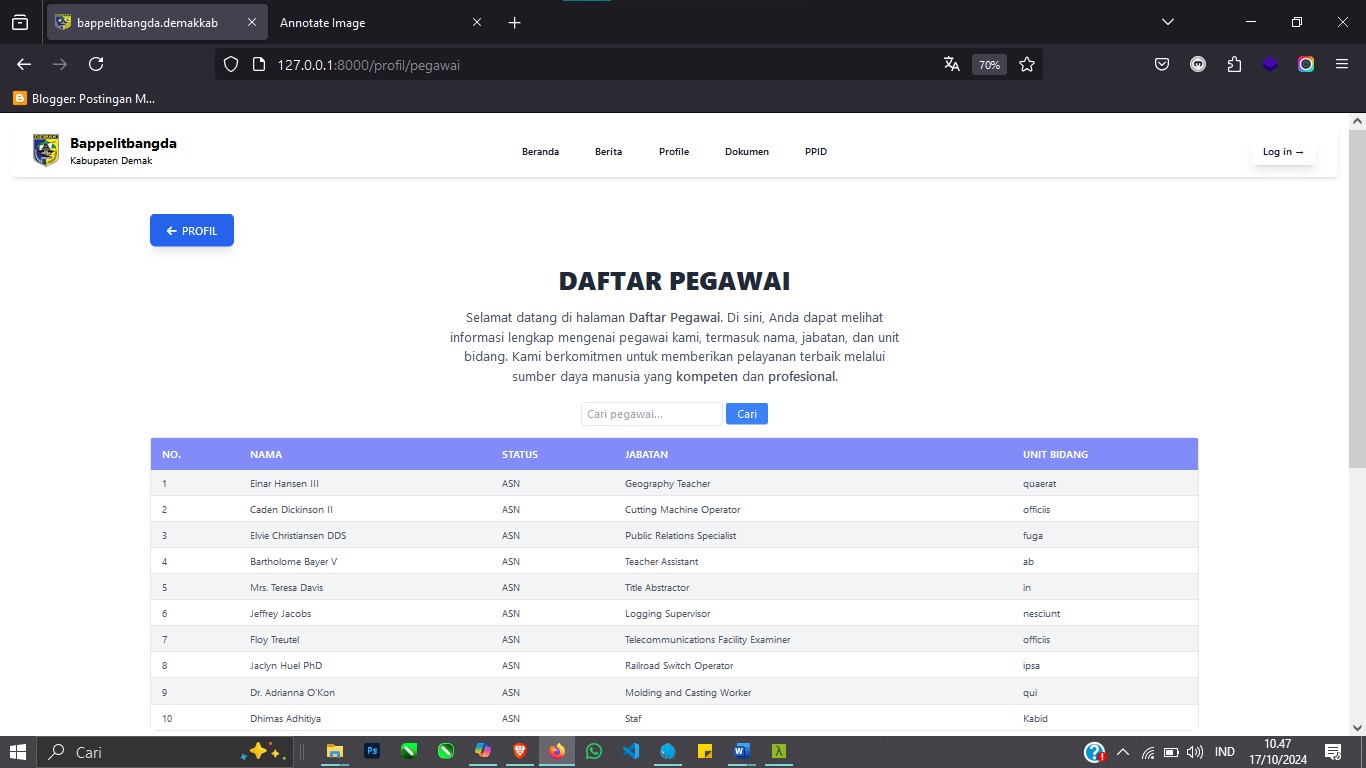 bappelitbangda.demakkab
Annotate Image
127.0.0.1:8000/profil/pegawai
70%
Blogger: Postingan M...
DEMAK
Bappelitbangda
Kabupaten Demak
Beranda
Berita
Profile
Dokumen
PPID
Log in →
← PROFIL
DAFTAR PEGAWAI
Selamat datang di halaman Daftar Pegawai. Di sini, Anda dapat melihat
informasi lengkap mengenai pegawai kami, termasuk nama, jabatan, dan unit
bidang. Kami berkomitmen untuk memberikan pelayanan terbaik melalui
sumber daya manusia yang kompeten dan profesional.
Cari pegawai... Cari
NO. NAMA STATUS JABATAN UNIT BIDANG
1 Einar Hansen III ASN Geography Teacher quaerat
2 Caden Dickinson II ASN Cutting Machine Operator officiis
3 Elvie Christiansen DDS ASN Public Relations Specialist fuga
4 Bartholome Bayer V ASN Teacher Assistant ab
5 Mrs. Teresa Davis ASN Title Abstractor in
6 Jeffrey Jacobs ASN Logging Supervisor nesciunt
7 Floy Treutel ASN Telecommunications Facility Examiner officiis
8 Jaclyn Huel PhD ASN Railroad Switch Operator ipsa
9 Dr. Adrianna O'Kon ASN Molding and Casting Worker qui
10 Dhimas Adhitiya ASN Staf Kabid
Cari
Ps
IND
10.47
17/10/2024